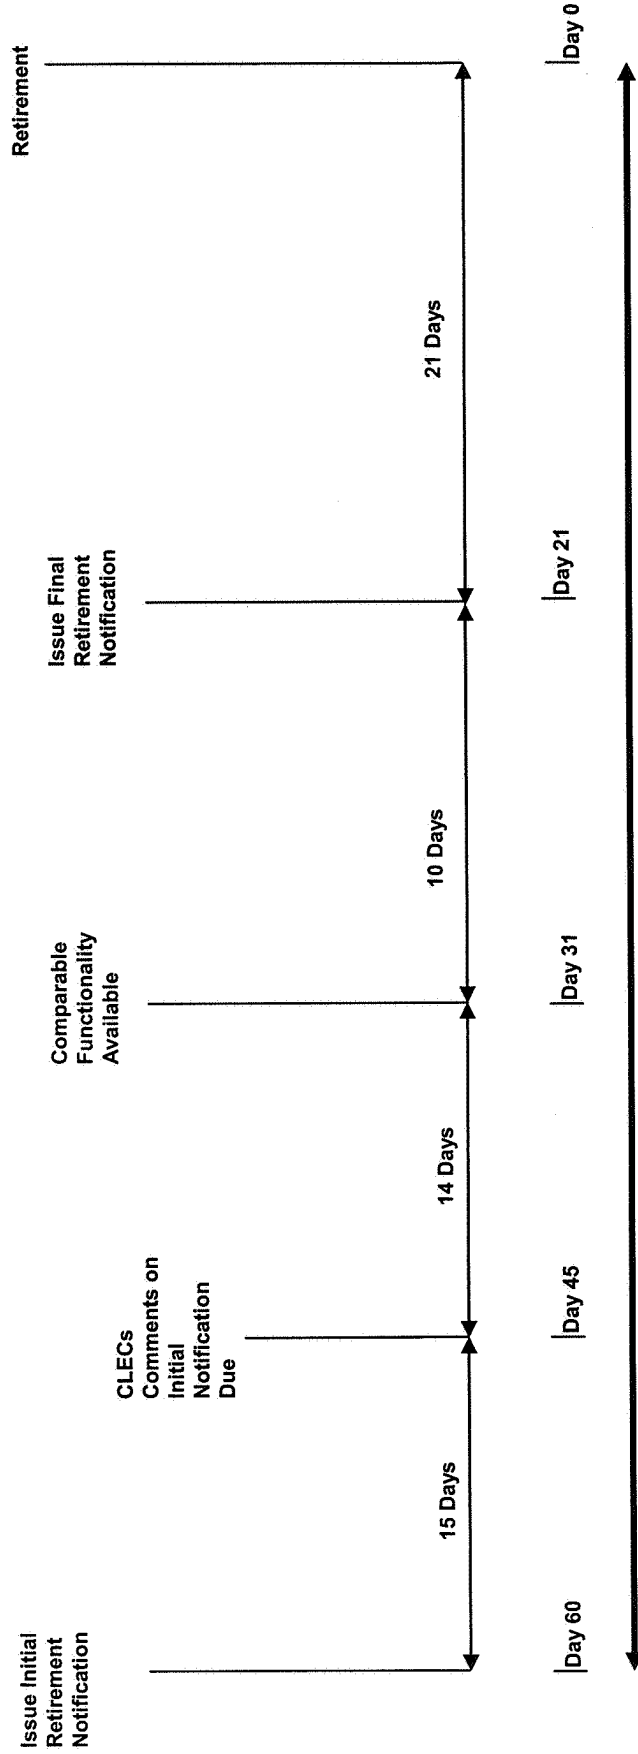 Issue Initial
Retirement
Notification
CLECs
Comments on
Initial
Notification
Due
Comparable
Functionality
Available
Issue Final
Retirement
Notification
Retirement
15 Days
14 Days
10 Days
21 Days
Day 60
Day 45
Day 31
Day 21
Day 0